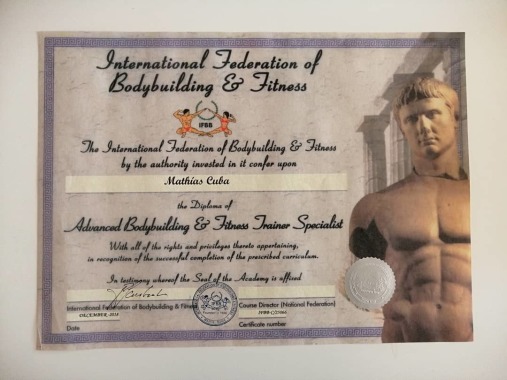 International Federation of
Bodybuilding & Fitness
IFBB
The International Federation of Bodybuilding & Fitness
by the authority invested in it confer upon
Mathías Cuba
the Diploma of
Advanced Bodybuilding & Fitness Trainer Specialist
With all of the rights and privileges thereto appertaining,
in recognition of the successful completion of the prescribed curriculum.
In testimony whereof the Seal of the Academy is affixed
International Federation of Bodybuilding & Fitness
Course Director (National Federation)
DECEMBER-2018
Date
Certificate number